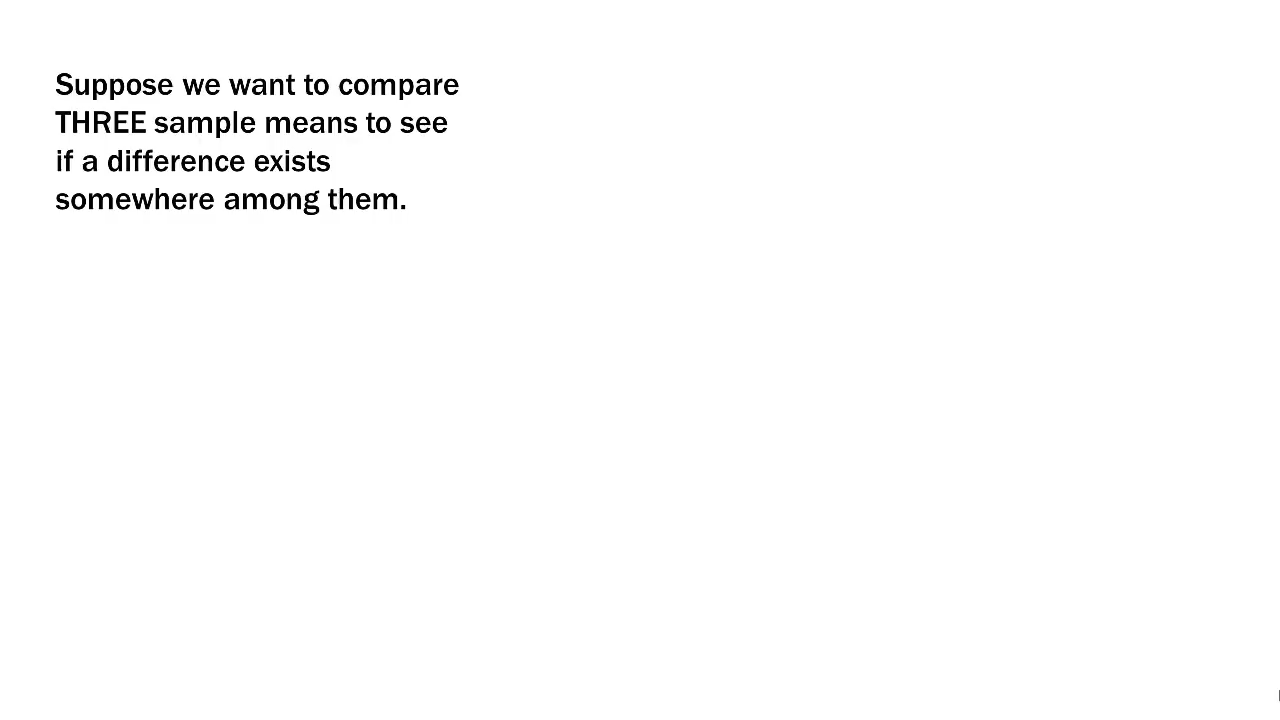 Suppose we want to compare
THREE sample means to see
if a difference exists
somewhere among them.